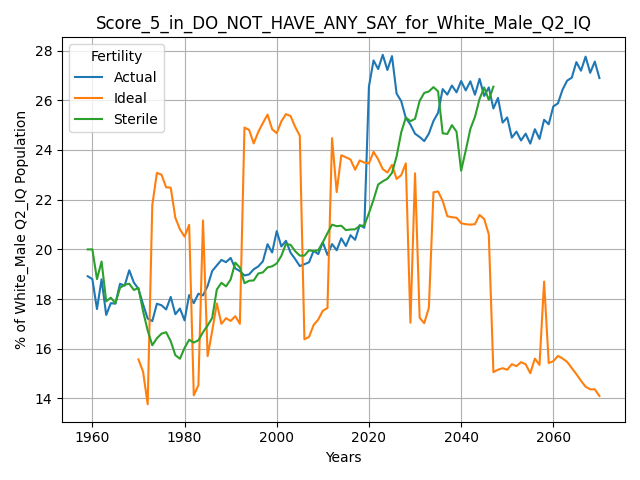 Score_5_in_DO_NOT_HAVE_ANY_SAY_for_White_Male_Q2_IQ
Fertility
Actual
Ideal
Sterile
% of White_Male Q2_IQ Population
28
26
24
22
20
18
16
14
1960
1980
2000
2020
2040
2060
Years